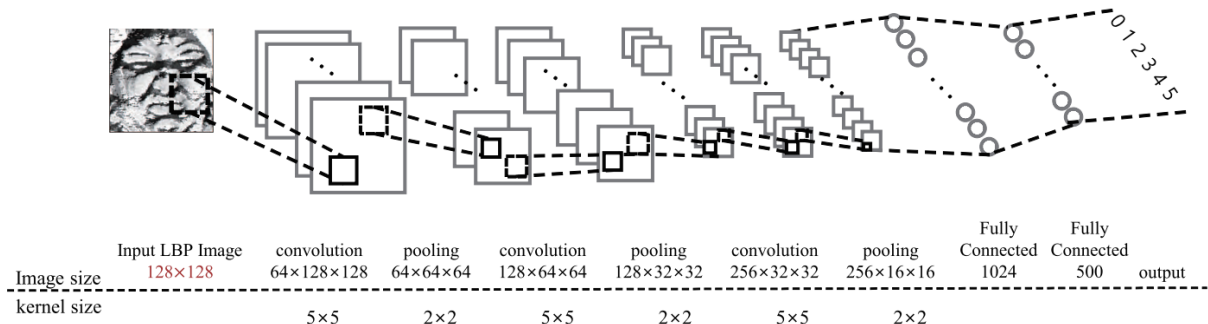 0 1 2 3 4 5
Fully Fully
Input LBP Image convolution pooling convolution pooling convolution pooling Connected Connected
Image size 128×128 64×128×128 64×64×64 128×64×64 128×32×32 256×32×32 256×16×16 1024 500 output
kernel size
5×5 2×2 5×5 2×2 5×5 2×2